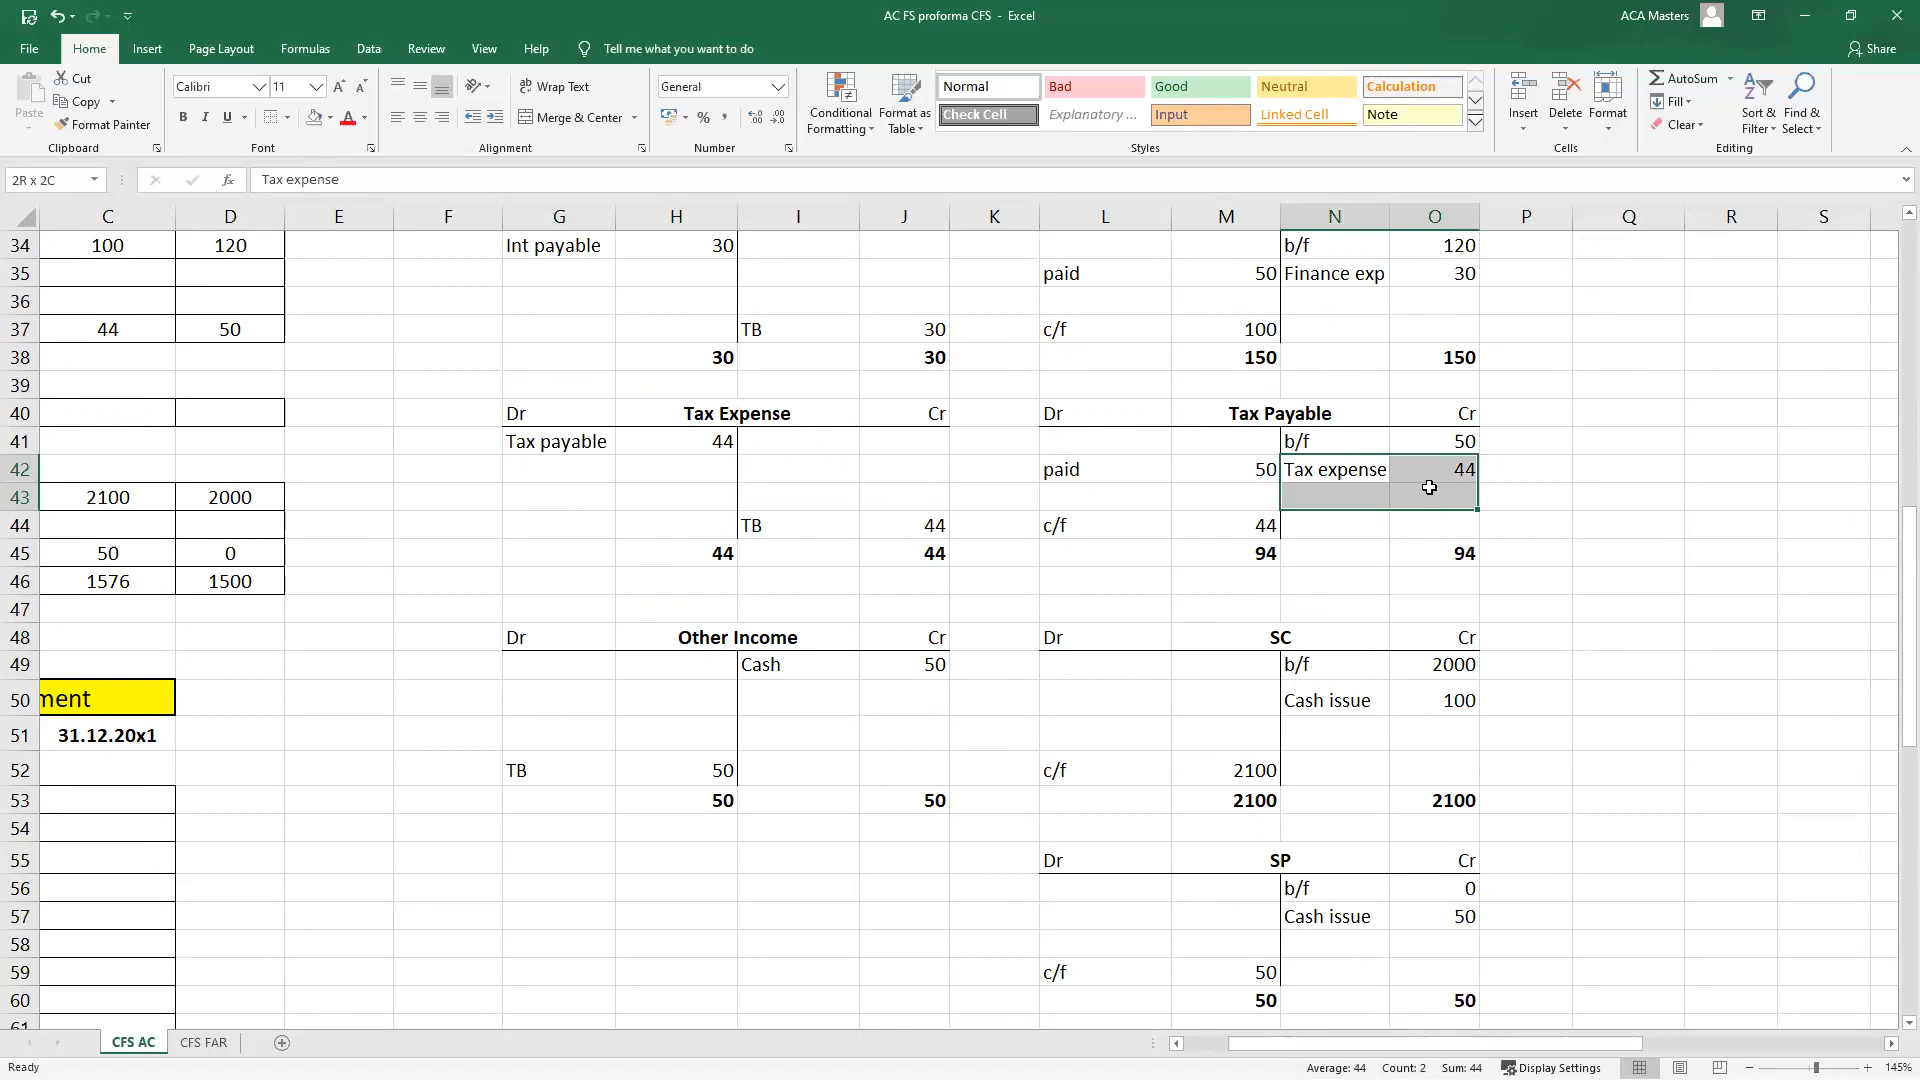 AC FS proforma CFS - Excel
ACA Masters
File Home Insert Page Layout Formulas Data Review View Help Tell me what you want to do Share
Paste
Cut
Copy
Format Painter
Clipboard
Calibri 11
B I U
Font
Wrap Text
Merge & Center
Alignment
General
Number
Conditional Formatting
Format as Table
Normal Bad Good Neutral Calculation
Check Cell Explanatory ... Input Linked Cell Note
Styles
Insert Delete Format
Cells
AutoSum
Fill
Clear
Sort & Filter
Find & Select
Editing
2R x 2C fx Tax expense
C D E F G H I J K L M N O P Q R S
34 100 120 Int payable 30 b/f 120
35 paid 50 Finance exp 30
36
37 44 50 TB 30 c/f 100
38 30 30 150 150
39
40 Dr Tax Expense Cr Dr Tax Payable Cr
41 Tax payable 44 b/f 50
42 paid 50 Tax expense 44
43 2100 2000
44 TB 44 c/f 44
45 50 0 44 44 94 94
46 1576 1500
47
48 Dr Other Income Cr Dr SC Cr
49 Cash 50 b/f 2000
50 ment Cash issue 100
51 31.12.20x1
52 TB 50 c/f 2100
53 50 50 2100 2100
54
55 Dr SP Cr
56 b/f 0
57 Cash issue 50
58
59 c/f 50
60 50 50
61
CFS AC CFS FAR
Ready Average: 44 Count: 2 Sum: 44 Display Settings 145%